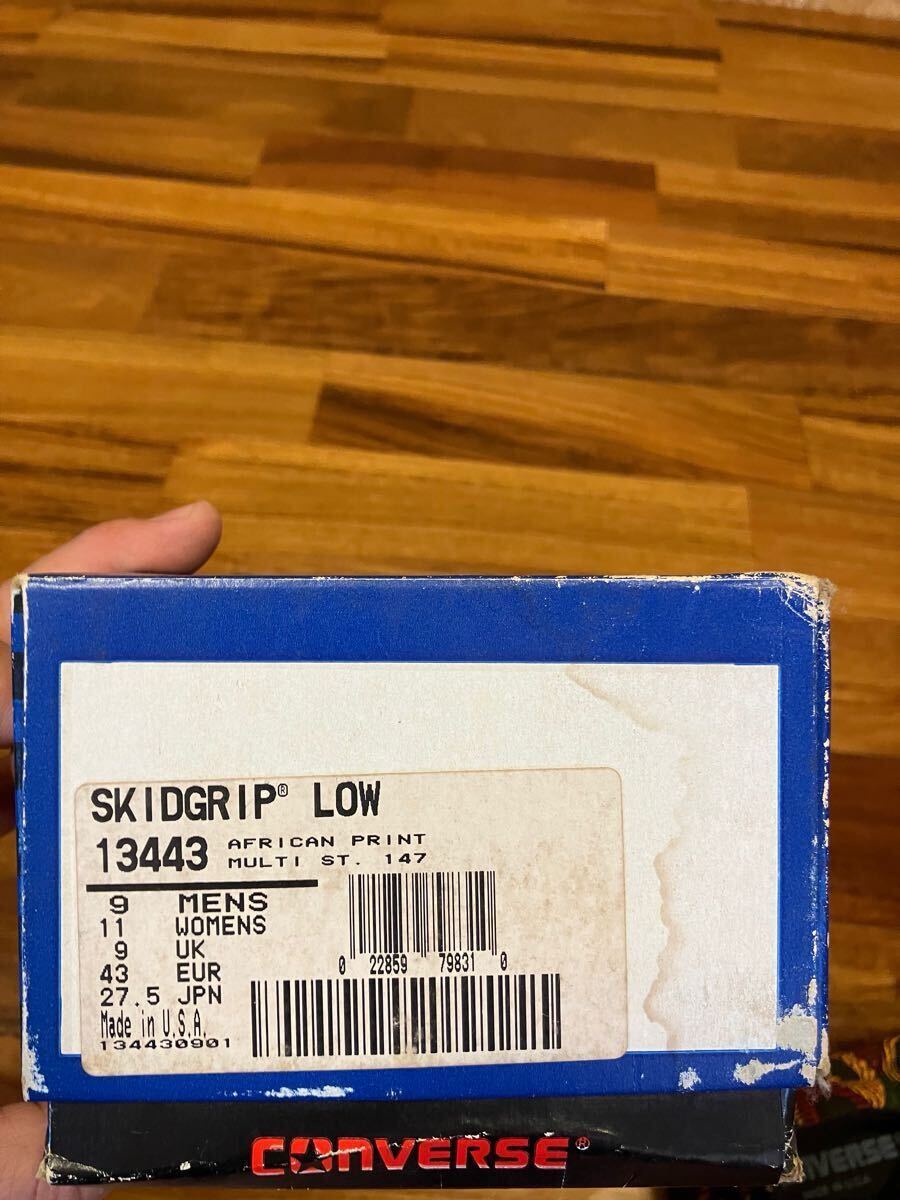 SKIDGRIP® LOW
13443 AFRICAN PRINT
MULTI ST. 147
9 MENS
11 WOMENS
9 UK
43 EUR
27.5 JPN
Made in U.S.A.
134430901
0 22859 79831 0
CONVERSE®
VERSE